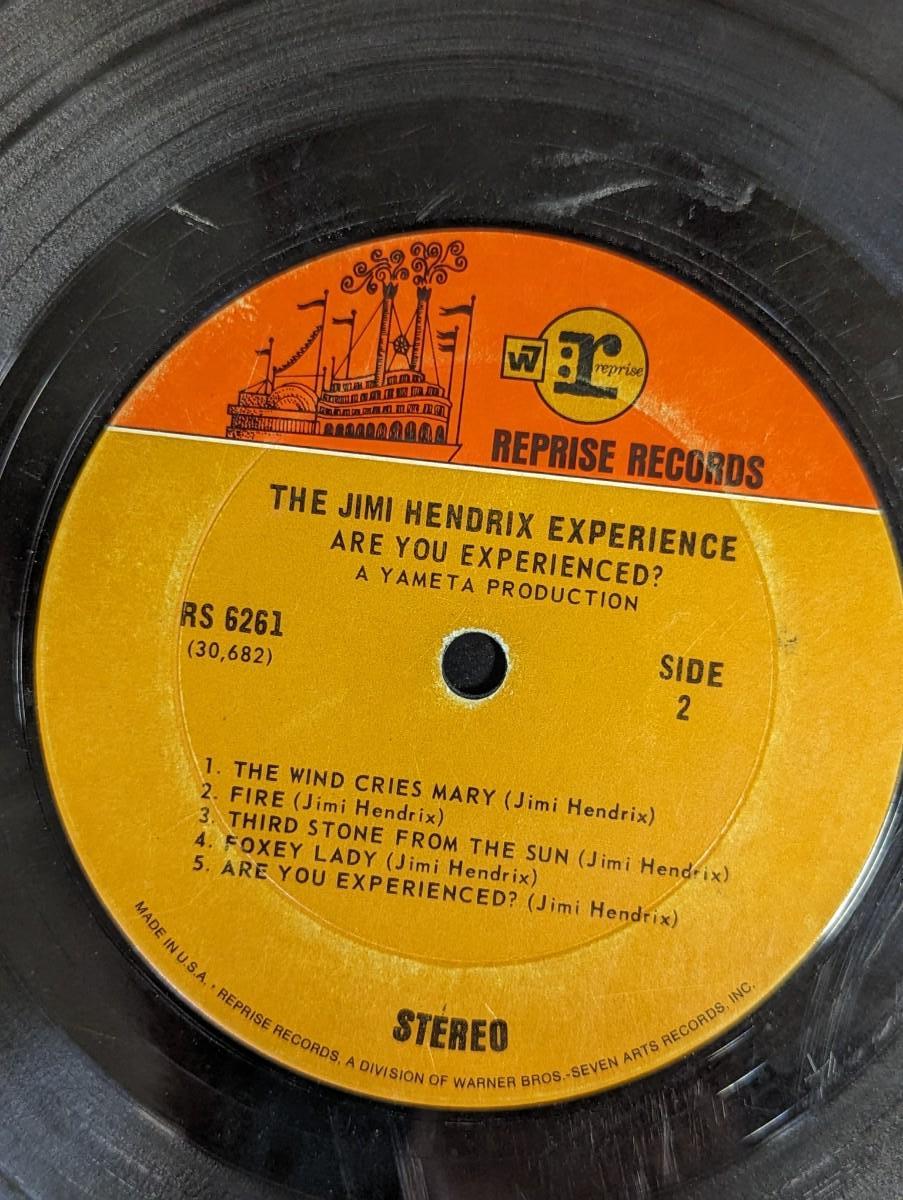 W7
:r reprise
REPRISE RECORDS
THE JIMI HENDRIX EXPERIENCE
ARE YOU EXPERIENCED?
A YAMETA PRODUCTION
RS 6261
(30,682)
SIDE
2
1. THE WIND CRIES MARY (Jimi Hendrix)
2. FIRE (Jimi Hendrix)
3. THIRD STONE FROM THE SUN (Jimi Hendrix)
4. FOXEY LADY (Jimi Hendrix)
5. ARE YOU EXPERIENCED? (Jimi Hendrix)
STEREO
MADE IN U.S.A. • REPRISE RECORDS, A DIVISION OF WARNER BROS.-SEVEN ARTS RECORDS, INC.